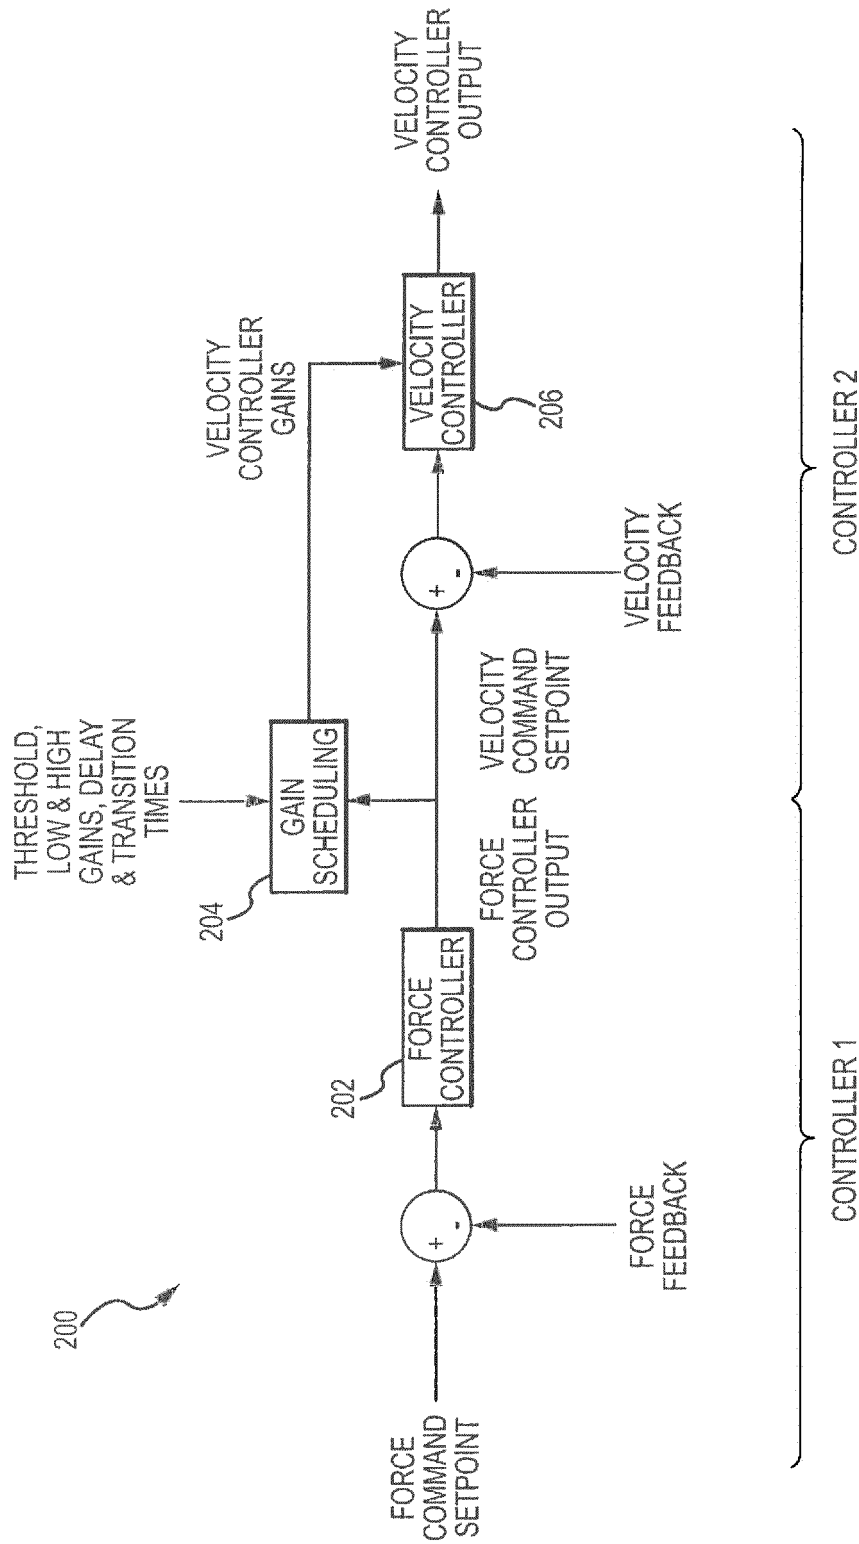 200
THRESHOLD,
LOW & HIGH
GAINS, DELAY
& TRANSITION
TIMES
204
GAIN
SCHEDULING
VELOCITY
CONTROLLER
GAINS
FORCE
COMMAND
SETPOINT
+
-
202
FORCE
CONTROLLER
FORCE
CONTROLLER
OUTPUT
VELOCITY
COMMAND
SETPOINT
+
-
VELOCITY
CONTROLLER
206
VELOCITY
CONTROLLER
OUTPUT
FORCE
FEEDBACK
VELOCITY
FEEDBACK
CONTROLLER 1
CONTROLLER 2